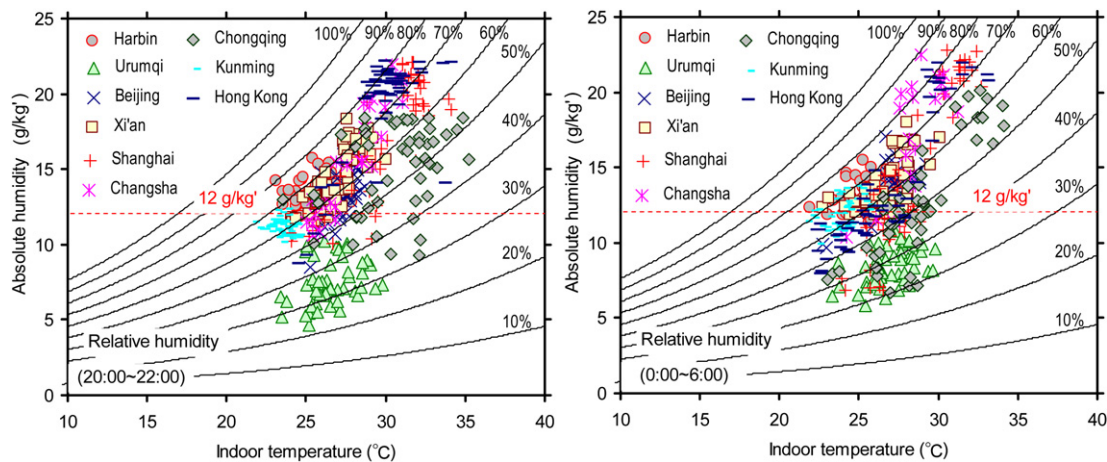 25
20
15
10
5
0
Absolute humidity (g/kg')
100% 90% 80% 70% 60%
50%
40%
30%
20%
10%
Harbin
Urumqi
Beijing
Xi'an
Shanghai
Changsha
Chongqing
Kunming
Hong Kong
12 g/kg'
Relative humidity
(20:00~22:00)
10 15 20 25 30 35 40
Indoor temperature (°C)
25
20
15
10
5
0
Absolute humidity (g/kg')
100% 90% 80% 70% 60%
50%
40%
30%
20%
10%
Harbin
Urumqi
Beijing
Xi'an
Shanghai
Changsha
Chongqing
Kunming
Hong Kong
12 g/kg'
Relative humidity
(0:00~6:00)
10 15 20 25 30 35 40
Indoor temperature (°C)